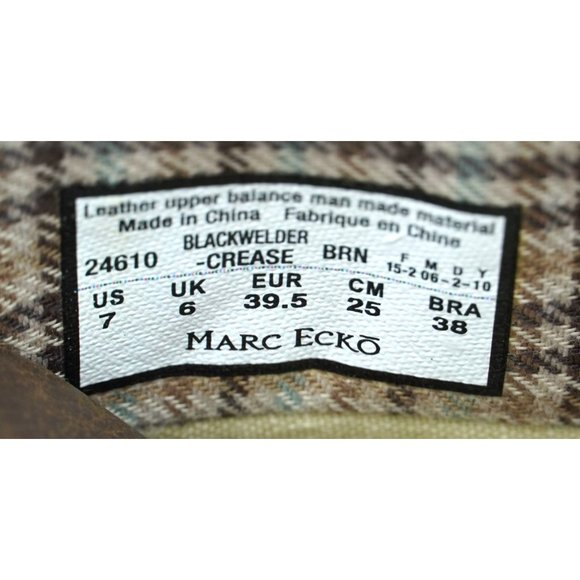 Leather upper balance man made material
Made in China Fabrique en Chine
24610 BLACKWELDER -CREASE BRN F M D Y 15-2 06-2-10
US UK EUR CM BRA
7 6 39.5 25 38
MARC ECKŌ